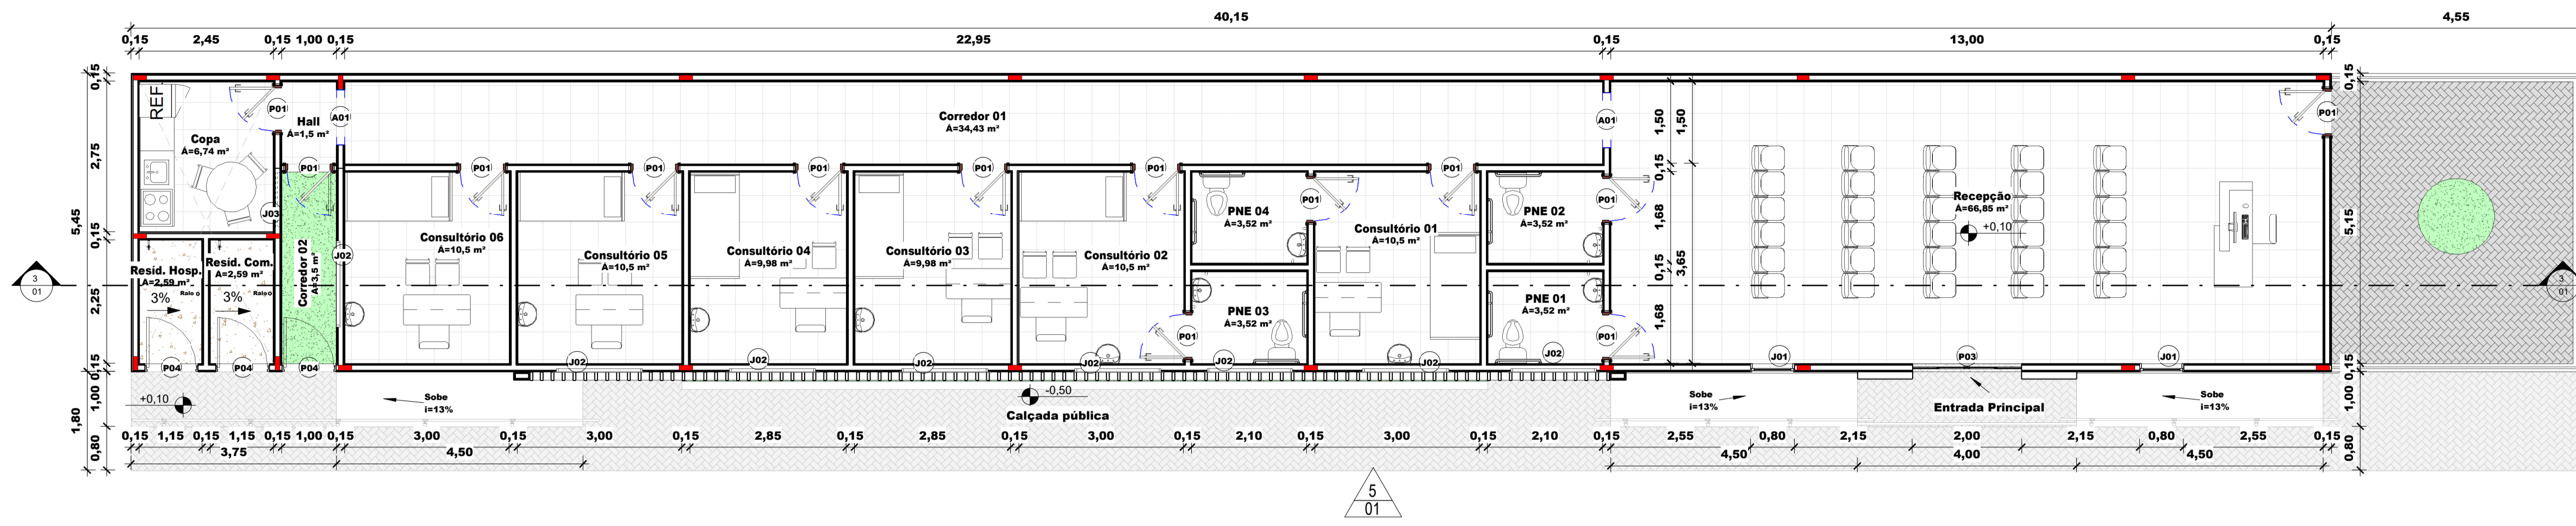 40,15
4,55
0,15
2,45
0,15
1,00
0,15
22,95
0,15
13,00
0,15
0,15
0,15
REF.
P01
Hall
A=1,5 m²
A01
Corredor 01
A=34,43 m²
A01
1,50
1,50
P01
Copa
A=6,74 m²
2,75
P01
P01
P01
P01
P01
P01
P01
0,15
J03
P01
P01
PNE 04
A=3,52 m²
PNE 02
A=3,52 m²
1,68
Recepção
A=66,85 m²
+0,10
5,45
5,15
Consultório 06
A=10,5 m²
Consultório 05
A=10,5 m²
Consultório 04
A=9,98 m²
Consultório 03
A=9,98 m²
Consultório 02
A=10,5 m²
Consultório 01
A=10,5 m²
0,15
J02
Corredor 02
A=3,5 m²
0,15
3,65
Resíd. Hosp.
A=2,59 m²
Resíd. Com.
A=2,59 m²
3
01
3%
Ralo
3%
Ralo
2,25
PNE 03
A=3,52 m²
PNE 01
A=3,52 m²
1,68
3
01
P01
P01
P04
P04
P04
J02
J02
J02
J02
J02
J02
J02
J01
P03
J01
0,15
0,15
+0,10
Sobe
i=13%
-0,50
Calçada pública
Sobe
i=13%
Entrada Principal
Sobe
i=13%
1,00
1,80
0,80
1,00
0,80
0,15
1,15
0,15
1,15
0,15
1,00
0,15
3,00
0,15
3,00
0,15
2,85
0,15
2,85
0,15
3,00
0,15
2,10
0,15
3,00
0,15
2,10
0,15
2,55
0,80
2,15
2,00
2,15
0,80
2,55
0,15
3,75
4,50
4,50
4,00
4,50
5
01